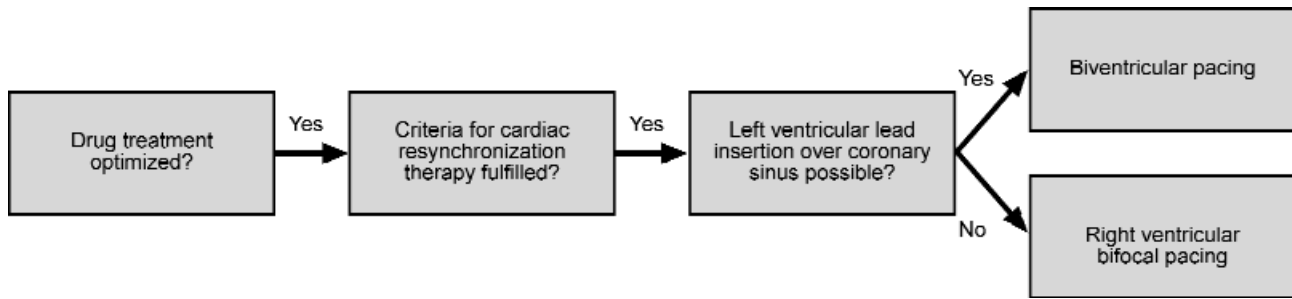 Drug treatment
optimized?
Yes
Criteria for cardiac
resynchronization
therapy fulfilled?
Yes
Left ventricular lead
insertion over coronary
sinus possible?
Yes
Biventricular pacing
No
Right ventricular
bifocal pacing